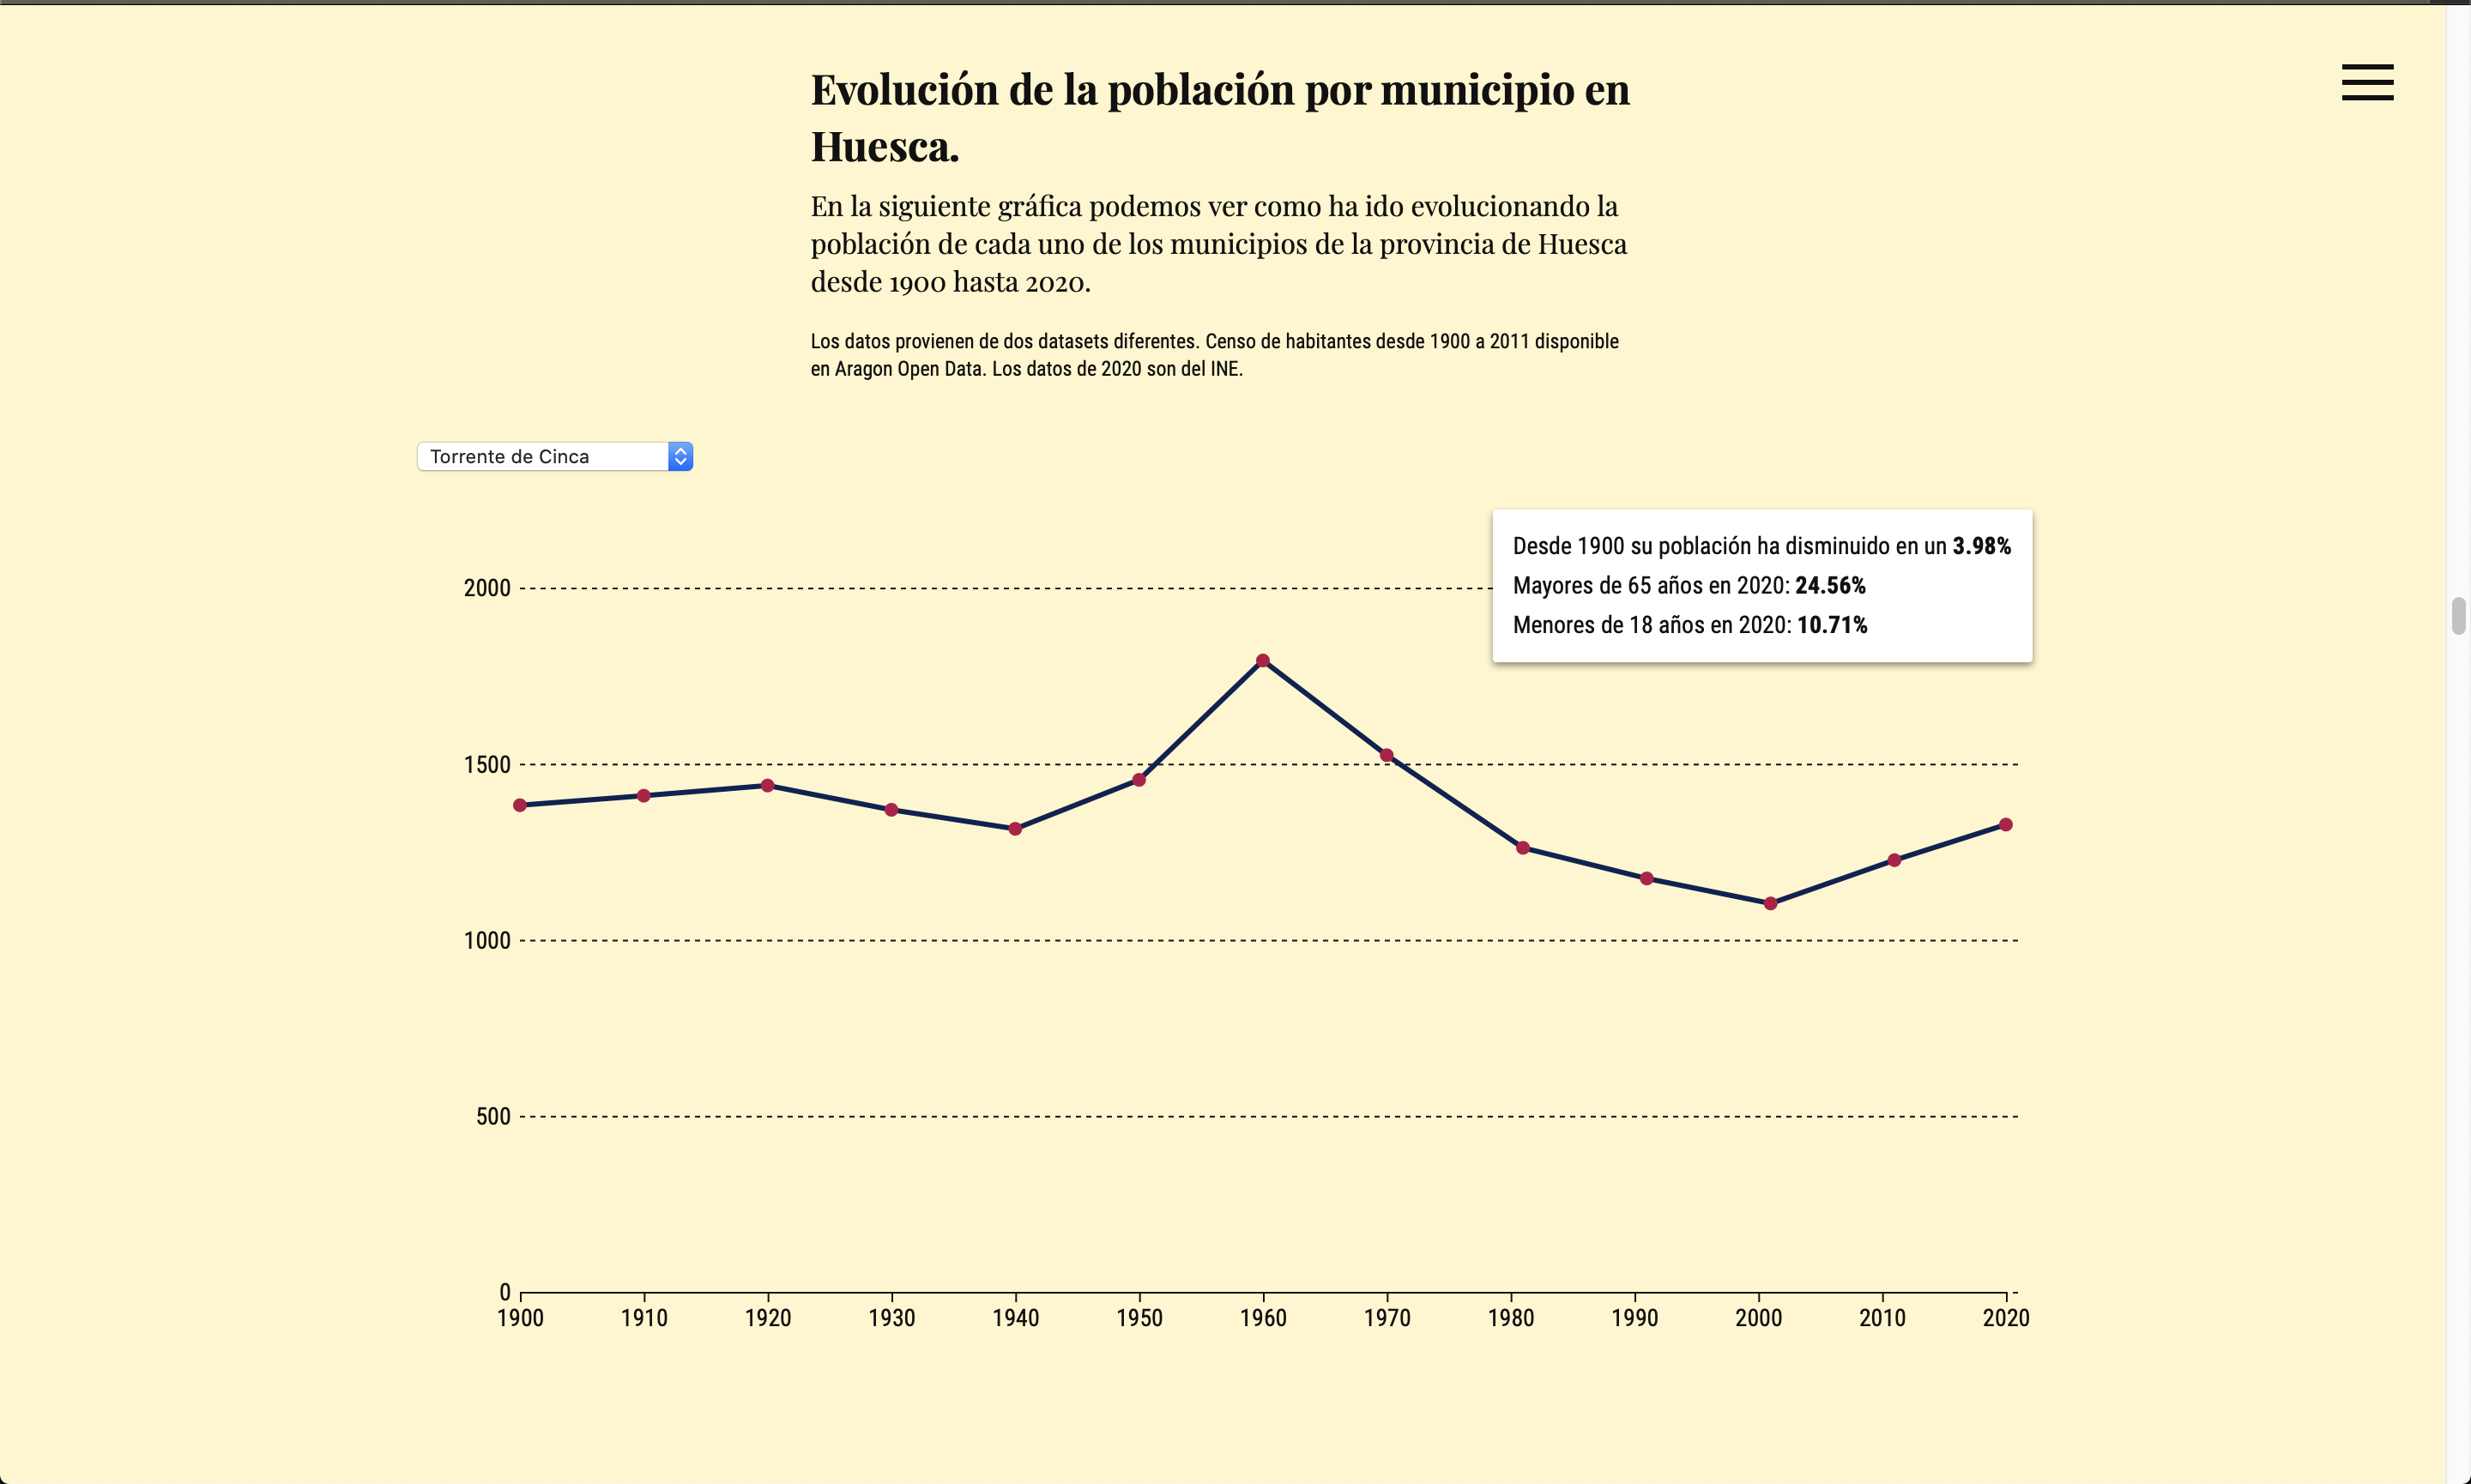 Evolución de la población por municipio en
Huesca.
En la siguiente gráfica podemos ver como ha ido evolucionando la
población de cada uno de los municipios de la provincia de Huesca
desde 1900 hasta 2020.
Los datos provienen de dos datasets diferentes. Censo de habitantes desde 1900 a 2011 disponible
en Aragon Open Data. Los datos de 2020 son del INE.
Torrente de Cinca
Desde 1900 su población ha disminuido en un 3.98%
Mayores de 65 años en 2020: 24.56%
Menores de 18 años en 2020: 10.71%
2000
1500
1000
500
0
1900 1910 1920 1930 1940 1950 1960 1970 1980 1990 2000 2010 2020